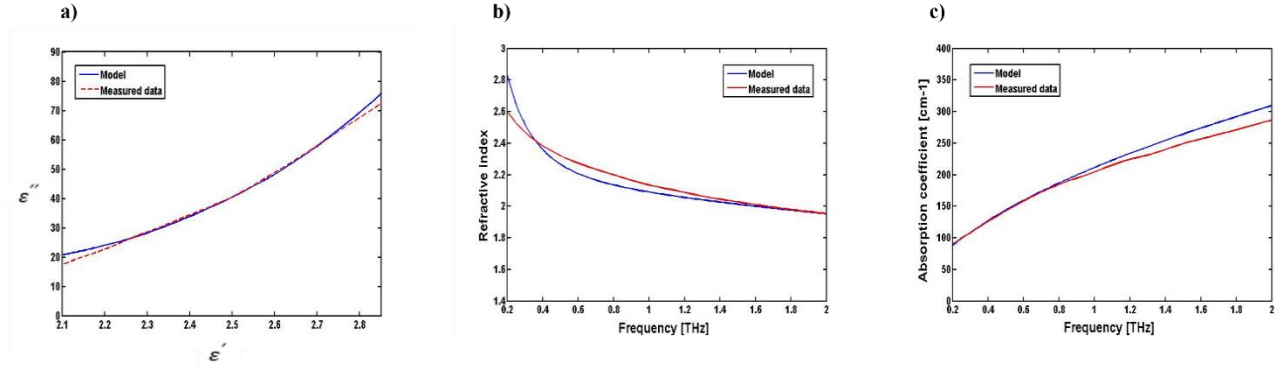 a)
90
80
70
60
50
40
30
20
10
0
Model
Measured data
ε″
2.1 2.2 2.3 2.4 2.5 2.6 2.7 2.8
ε′
b)
3
2.8
2.6
2.4
2.2
2
1.8
1.6
1.4
Model
Measured data
Refractive Index
0.2 0.4 0.6 0.8 1 1.2 1.4 1.6 1.8 2
Frequency [THz]
c)
400
350
300
250
200
150
100
50
0
Model
Measured data
Absorption coefficient [cm-1]
0.2 0.4 0.6 0.8 1 1.2 1.4 1.6 1.8 2
Frequency [THz]